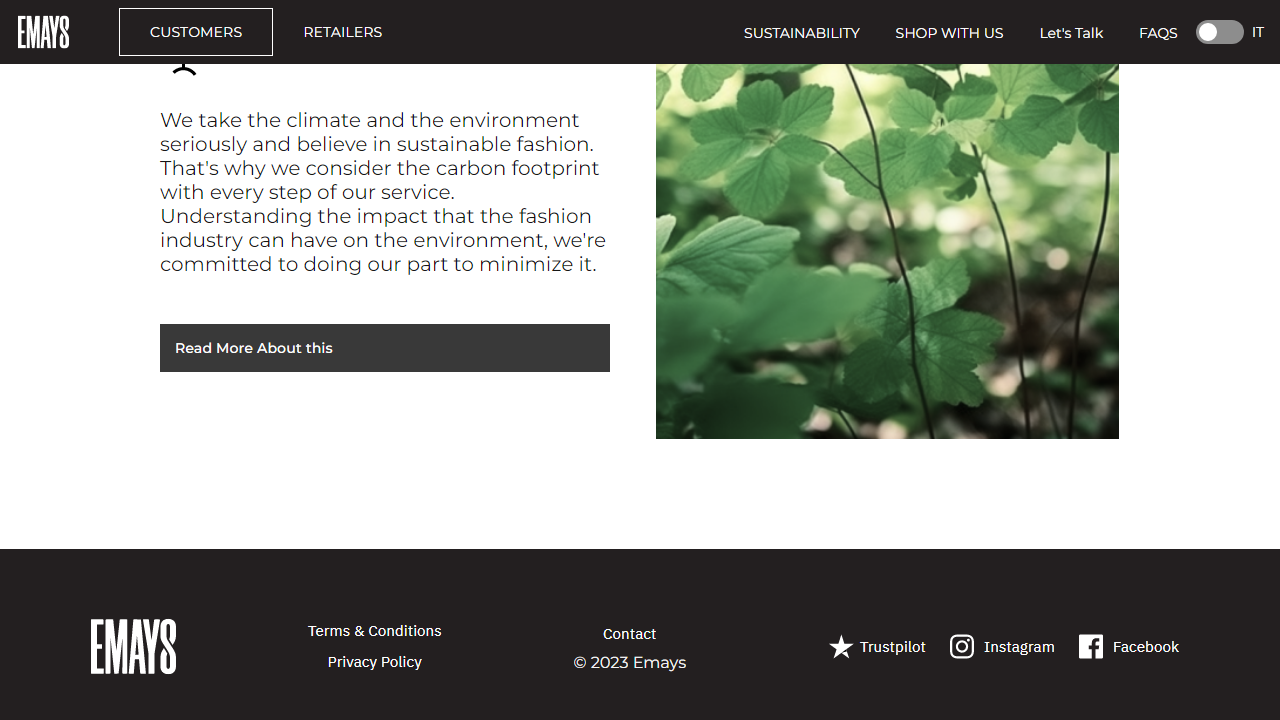 EMAYS
CUSTOMERS
RETAILERS
SUSTAINABILITY
SHOP WITH US
Let's Talk
FAQS
IT
We take the climate and the environment
seriously and believe in sustainable fashion.
That's why we consider the carbon footprint
with every step of our service.
Understanding the impact that the fashion
industry can have on the environment, we're
committed to doing our part to minimize it.
Read More About this
EMAYS
Terms & Conditions
Privacy Policy
Contact
© 2023 Emays
Trustpilot
Instagram
Facebook